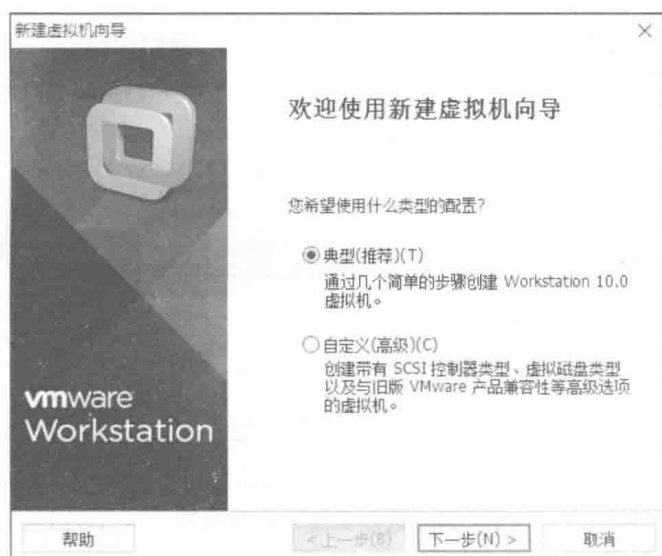 新建虚拟机向导
欢迎使用新建虚拟机向导
您希望使用什么类型的配置?
典型(推荐)(T)
通过几个简单的步骤创建 Workstation 10.0
虚拟机。
自定义(高级)(C)
创建带有 SCSI 控制器类型、虚拟磁盘类型
以及与旧版 VMware 产品兼容性等高级选项
的虚拟机。
vmware
Workstation
帮助
<上一步(B)
下一步(N) >
取消